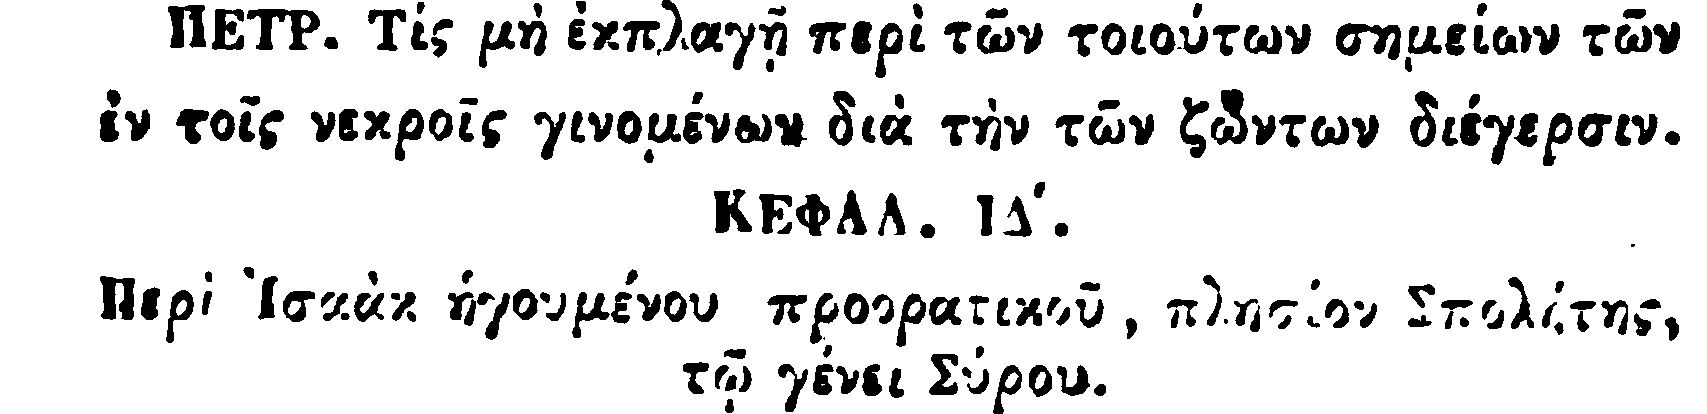 ΠΕΤΡ. Τίς μὴ ἐκπλαγῇ περὶ τῶν τοιούτων σημείων τῶν
ἐν τοῖς νεκροῖς γινομένων διὰ τὴν τῶν ζώντων διέγερσιν.
ΚΕΦΑΛ. ΙΔ΄.
Περὶ Ἰσαὰκ ἡγουμένου προορατικοῦ, πλησίον Σπολίτης,
τῷ γένει Σύρου.